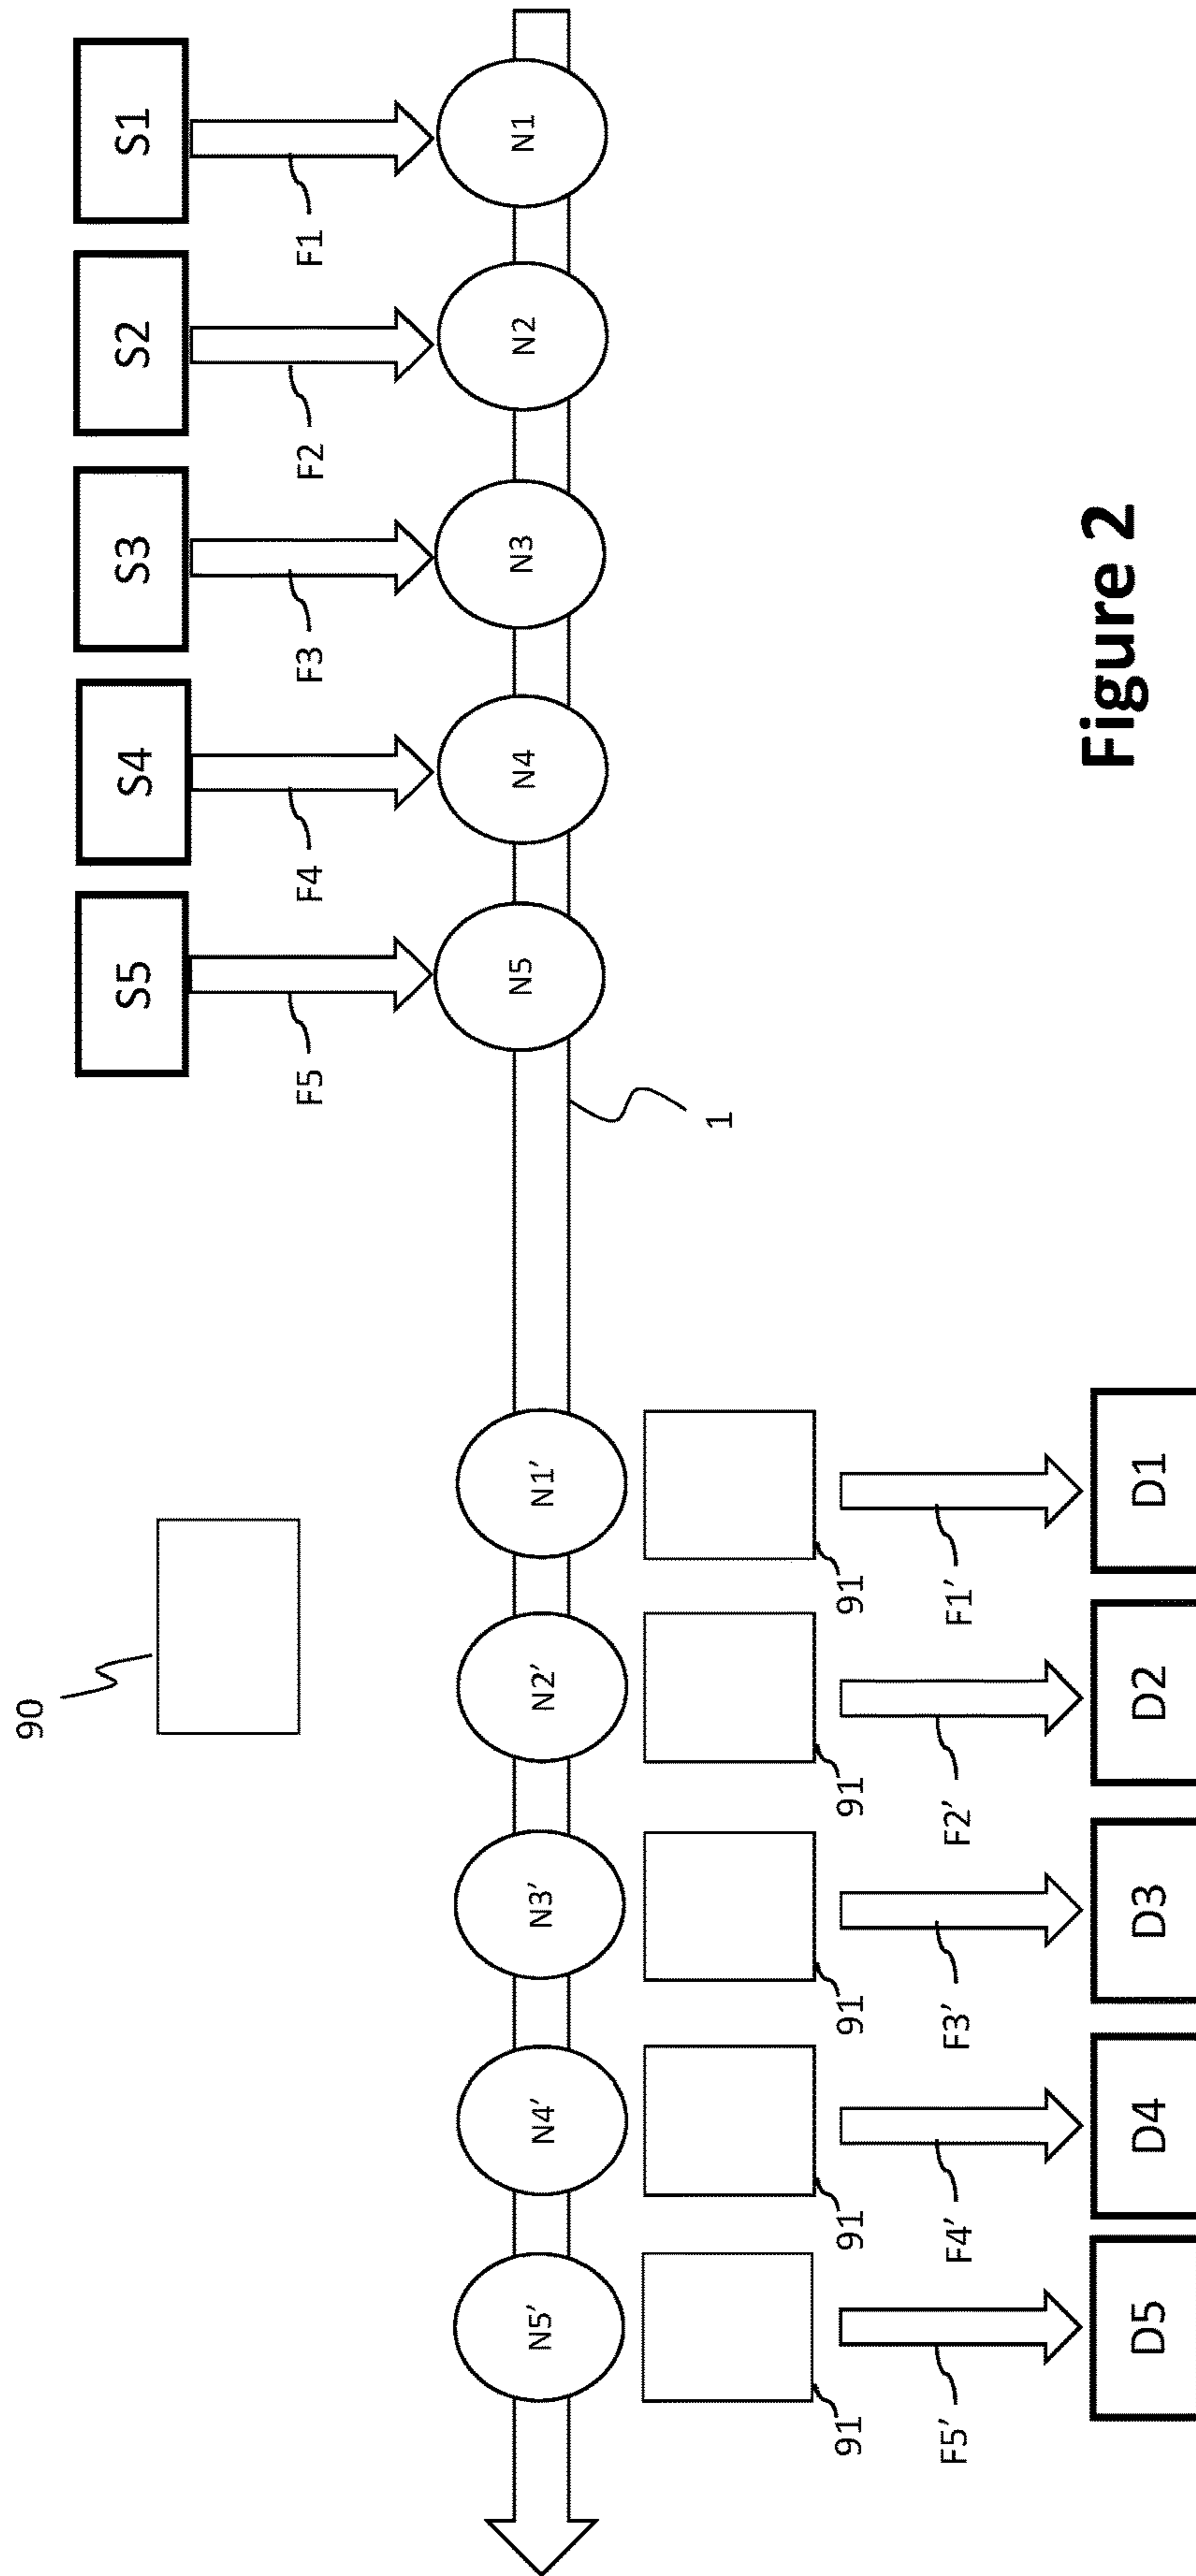 90
S5 S4 S3 S2 S1
F5 F4 F3 F2 F1
N5′ N4′ N3′ N2′ N1′ N5 N4 N3 N2 N1
1
91 91 91 91 91
F5′ F4′ F3′ F2′ F1′
D5 D4 D3 D2 D1
Figure 2